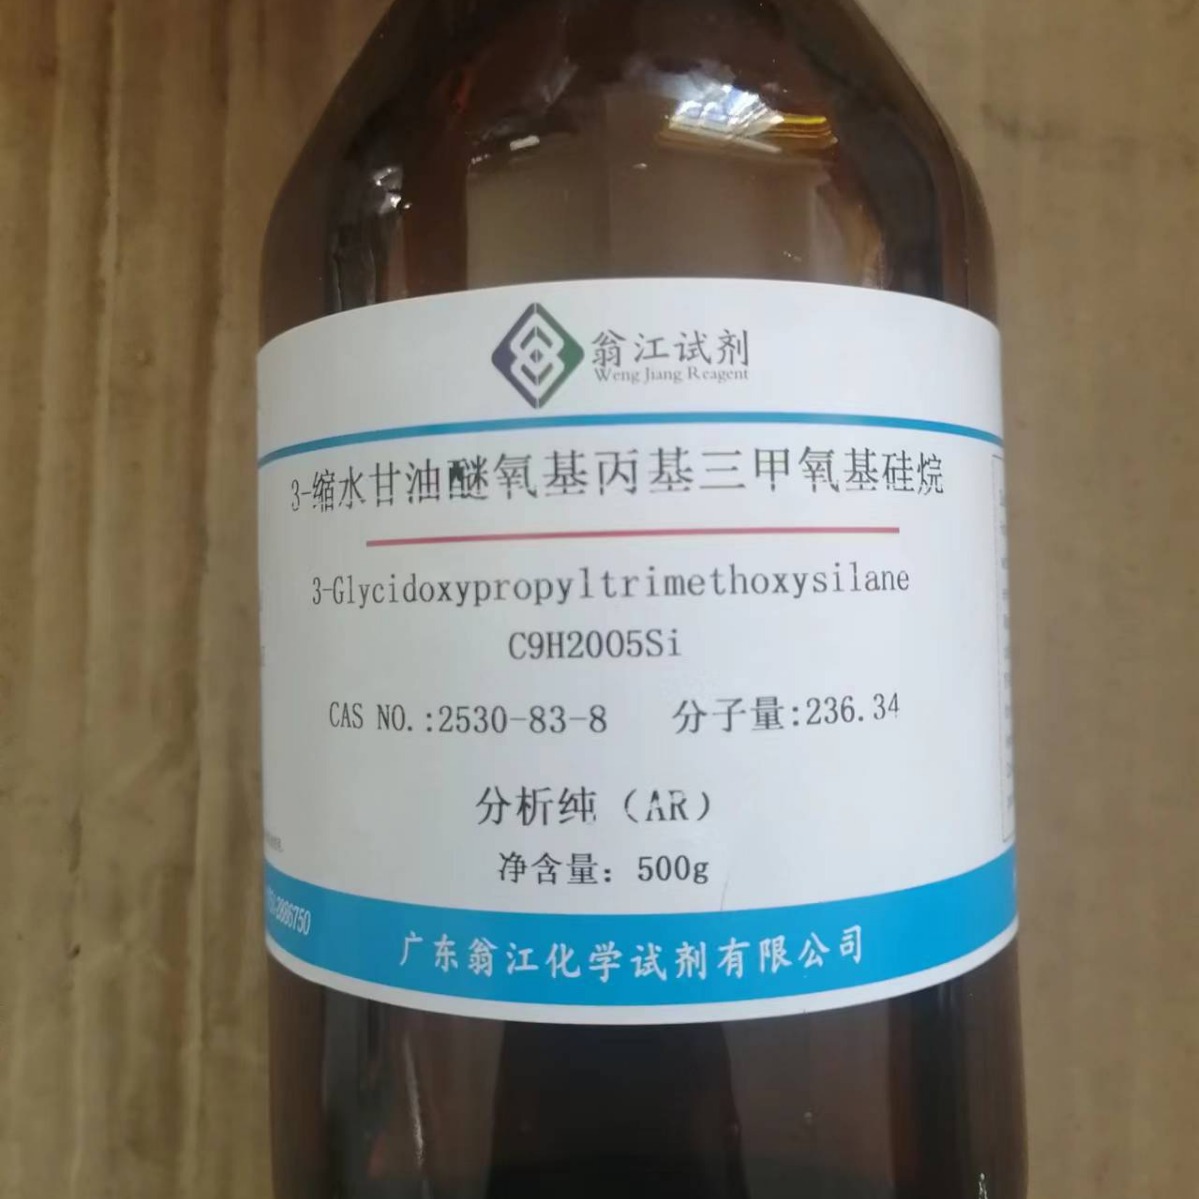 翁江试剂
Weng Jiang Reagent
3-缩水甘油醚氧基丙基三甲氧基硅烷
3-Glycidoxypropyltrimethoxysilane
C9H20O5Si
CAS NO.:2530-83-8 分子量:236.34
分析纯（AR）
净含量：500g
广东翁江化学试剂有限公司